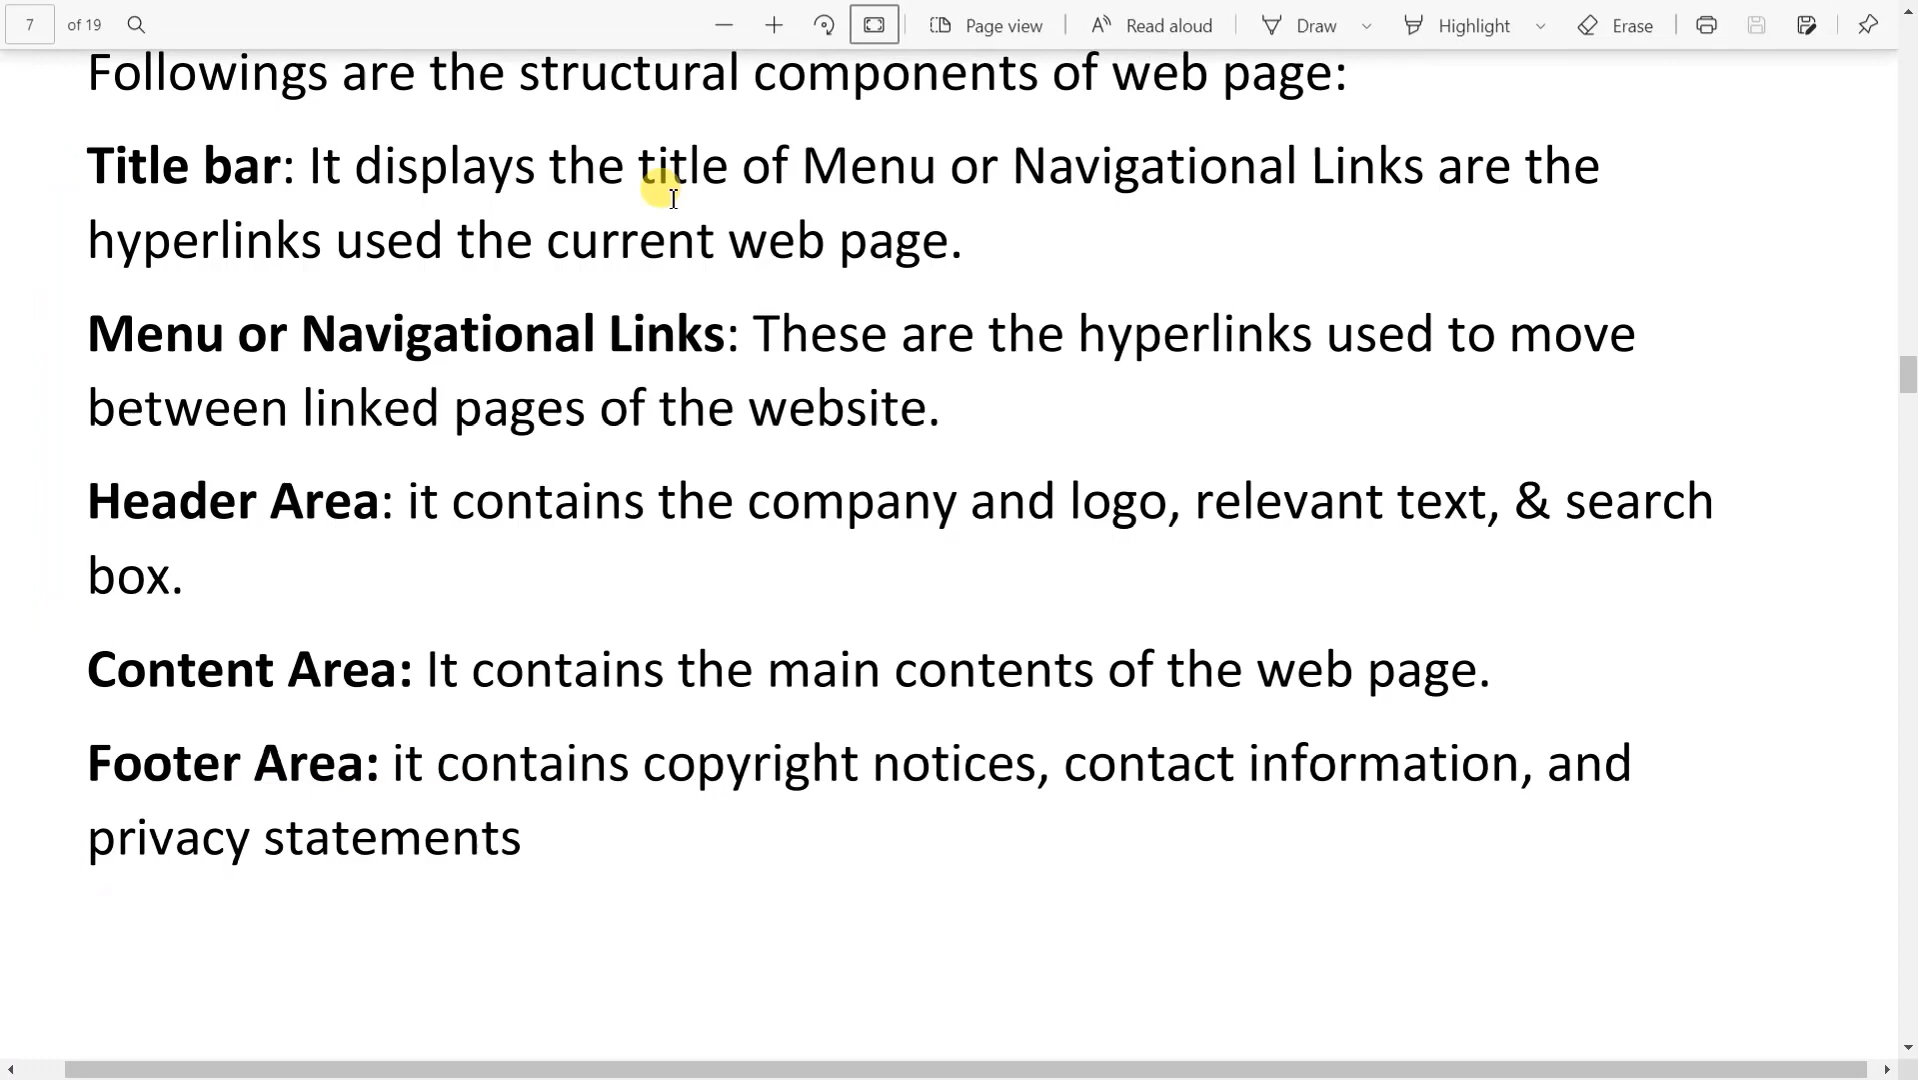 7 of 19 Page view Read aloud Draw Highlight Erase
Followings are the structural components of web page:
Title bar: It displays the title of Menu or Navigational Links are the
hyperlinks used the current web page.
Menu or Navigational Links: These are the hyperlinks used to move
between linked pages of the website.
Header Area: it contains the company and logo, relevant text, & search
box.
Content Area: It contains the main contents of the web page.
Footer Area: it contains copyright notices, contact information, and
privacy statements